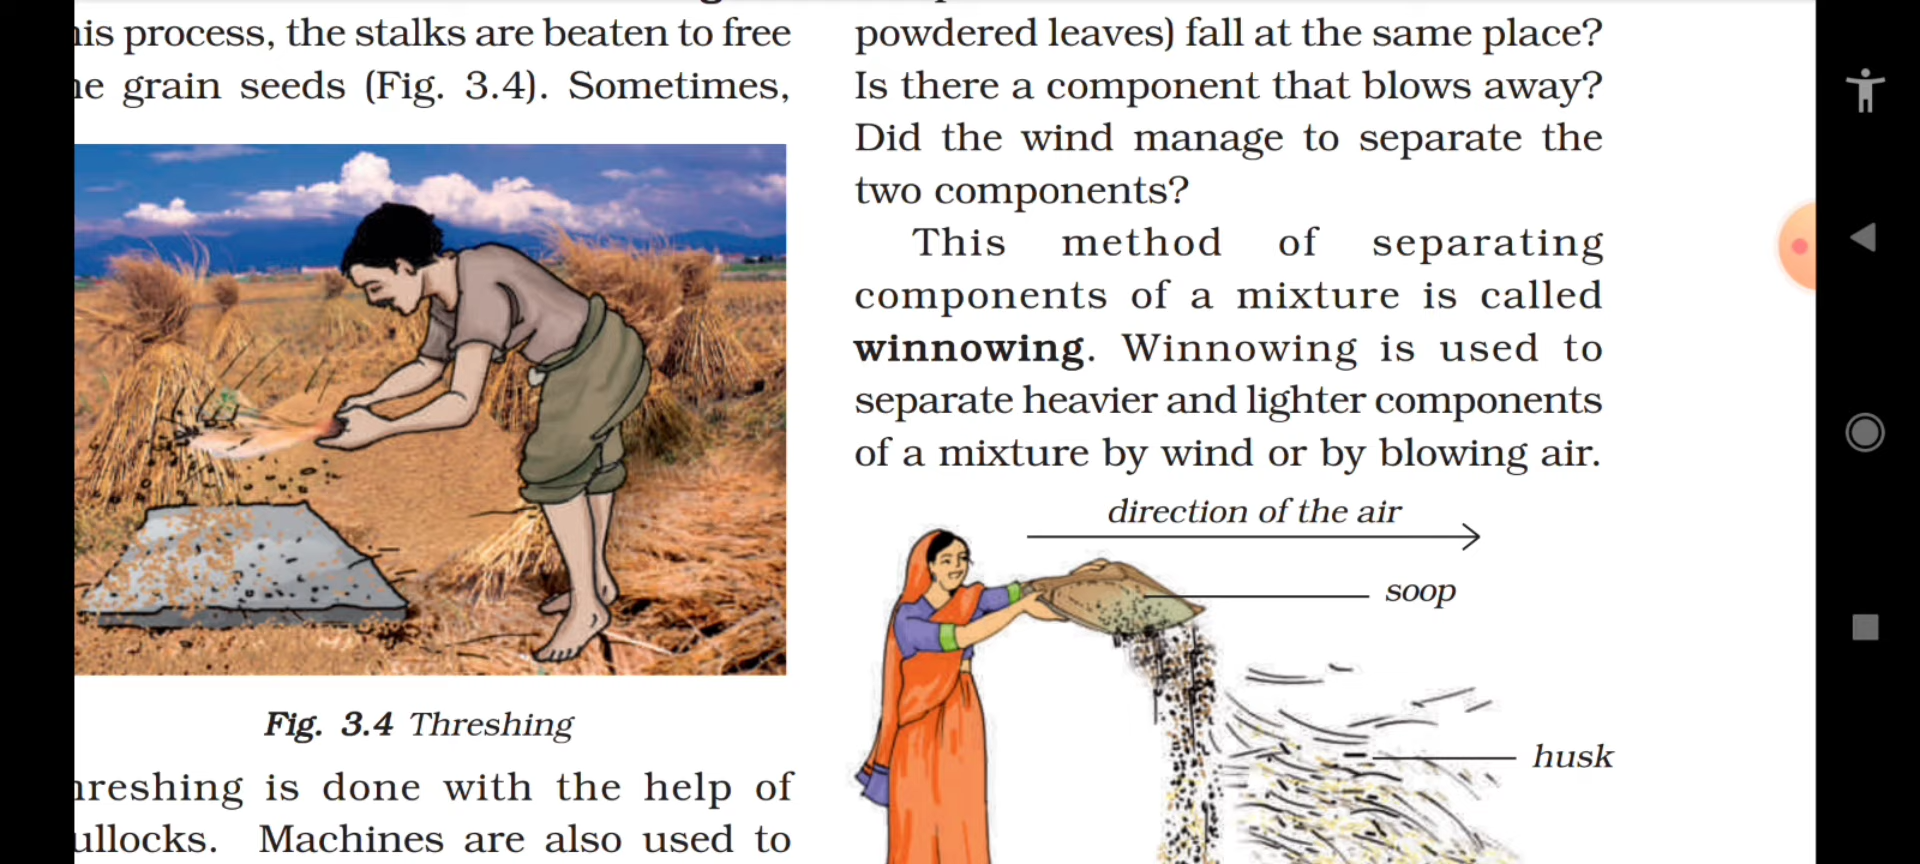 his process, the stalks are beaten to free
he grain seeds (Fig. 3.4). Sometimes,
Fig. 3.4 Threshing
hreshing is done with the help of
ullocks. Machines are also used to
powdered leaves) fall at the same place?
Is there a component that blows away?
Did the wind manage to separate the
two components?
This method of separating
components of a mixture is called
winnowing. Winnowing is used to
separate heavier and lighter components
of a mixture by wind or by blowing air.
direction of the air
soop
husk